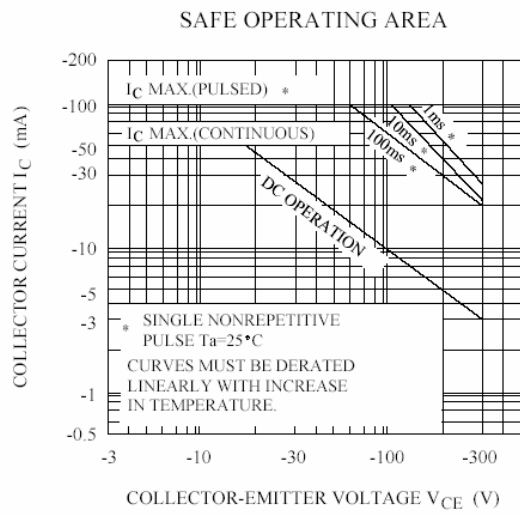 SAFE OPERATING AREA
COLLECTOR CURRENT IC (mA)
-200
-100
-50
-30
-10
-5
-3
-1
-0.5
IC MAX.(PULSED) *
IC MAX.(CONTINUOUS)
1ms *
10ms *
100ms *
DC OPERATION
* SINGLE NONREPETITIVE
PULSE Ta=25°C
CURVES MUST BE DERATED
LINEARLY WITH INCREASE
IN TEMPERATURE.
-3 -10 -30 -100 -300
COLLECTOR-EMITTER VOLTAGE VCE (V)